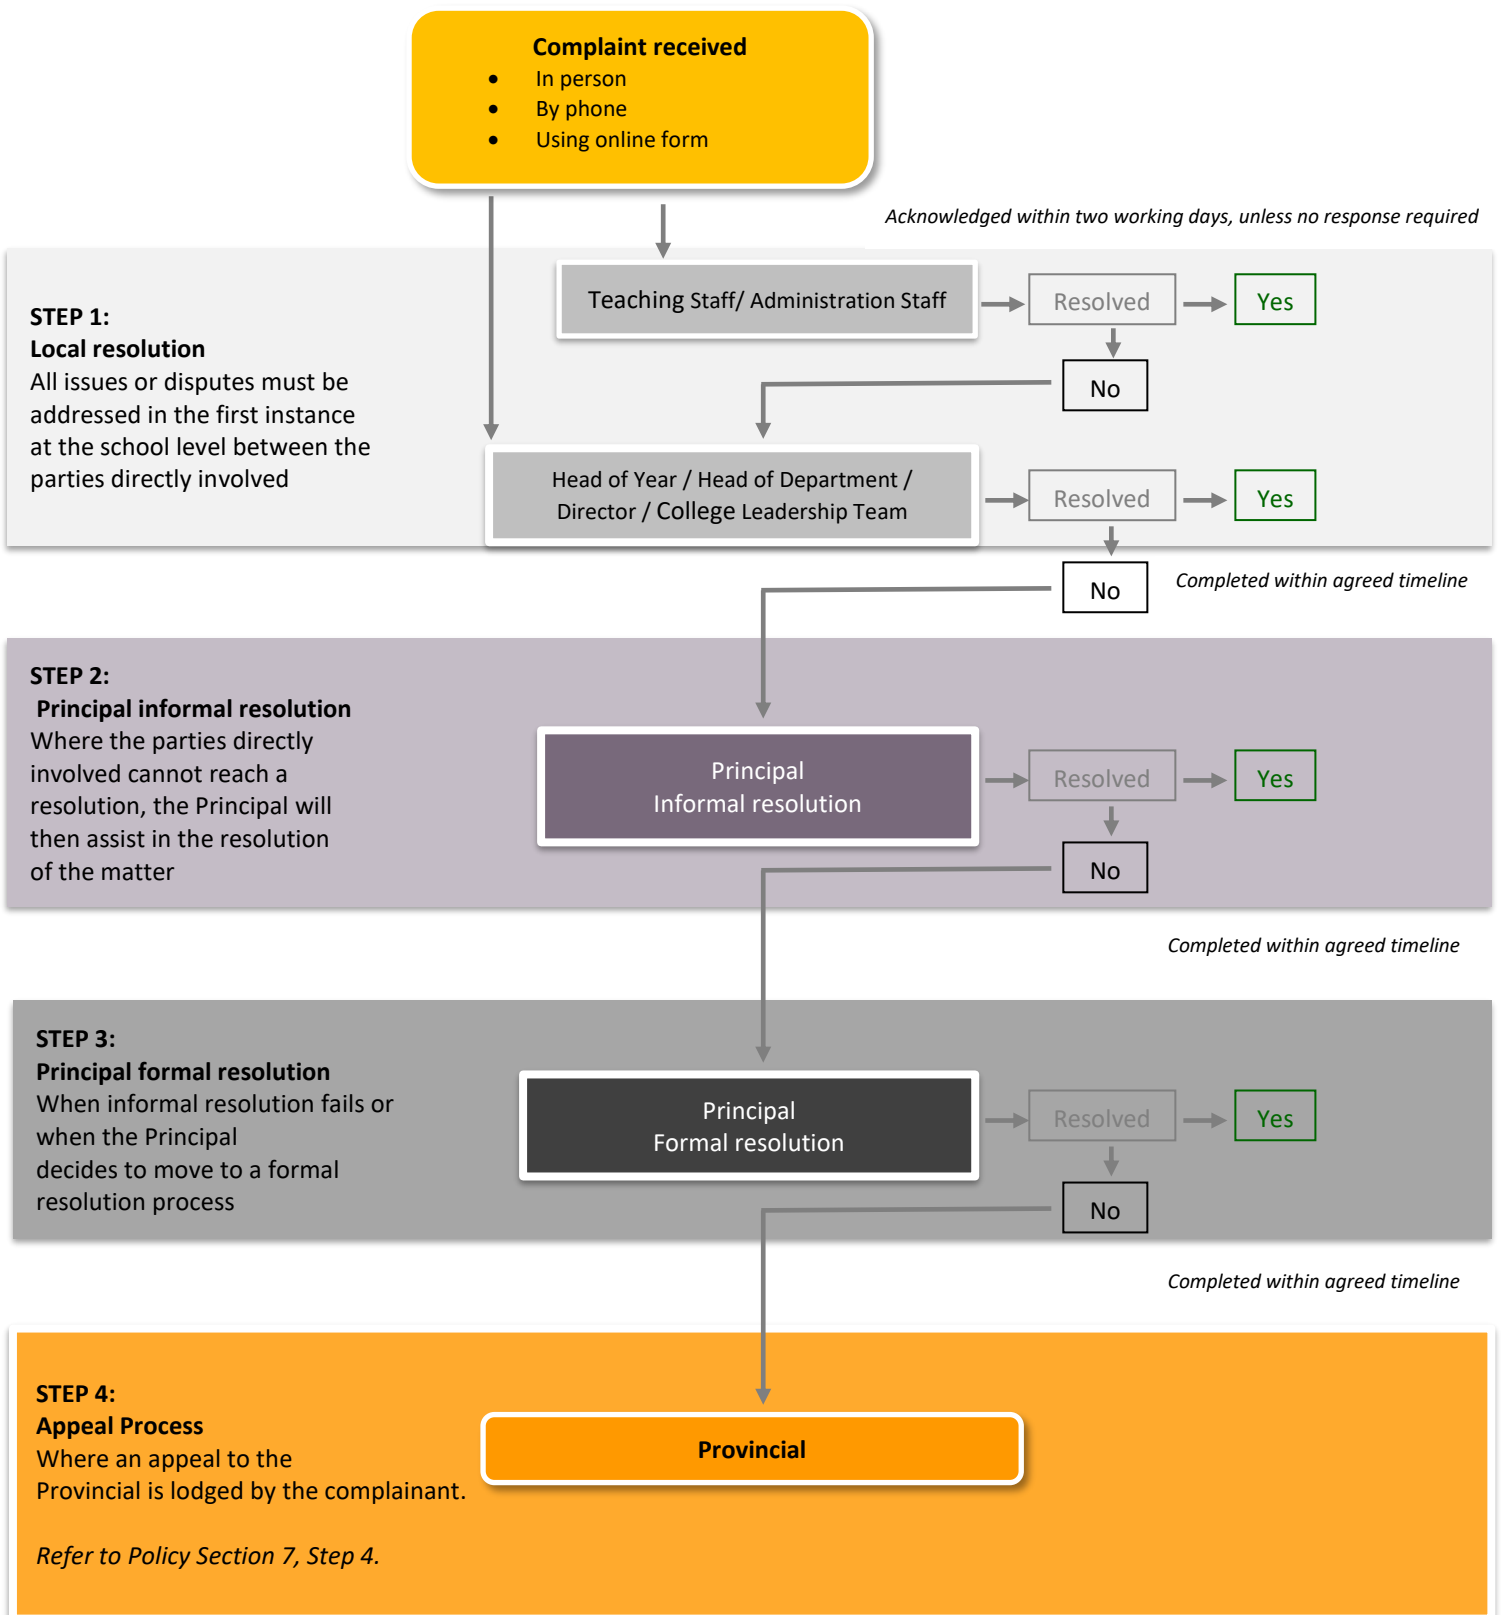 Complaint received
• In person
• By phone
• Using online form
Acknowledged within two working days, unless no response required
STEP 1:
Local resolution
All issues or disputes must be
addressed in the first instance
at the school level between the
parties directly involved
Teaching Staff/ Administration Staff
Resolved
Yes
No
Head of Year / Head of Department /
Director / College Leadership Team
Resolved
Yes
No
Completed within agreed timeline
STEP 2:
Principal informal resolution
Where the parties directly
involved cannot reach a
resolution, the Principal will
then assist in the resolution
of the matter
Principal
Informal resolution
Resolved
Yes
No
Completed within agreed timeline
STEP 3:
Principal formal resolution
When informal resolution fails or
when the Principal
decides to move to a formal
resolution process
Principal
Formal resolution
Resolved
Yes
No
Completed within agreed timeline
STEP 4:
Appeal Process
Where an appeal to the
Provincial is lodged by the complainant.
Refer to Policy Section 7, Step 4.
Provincial